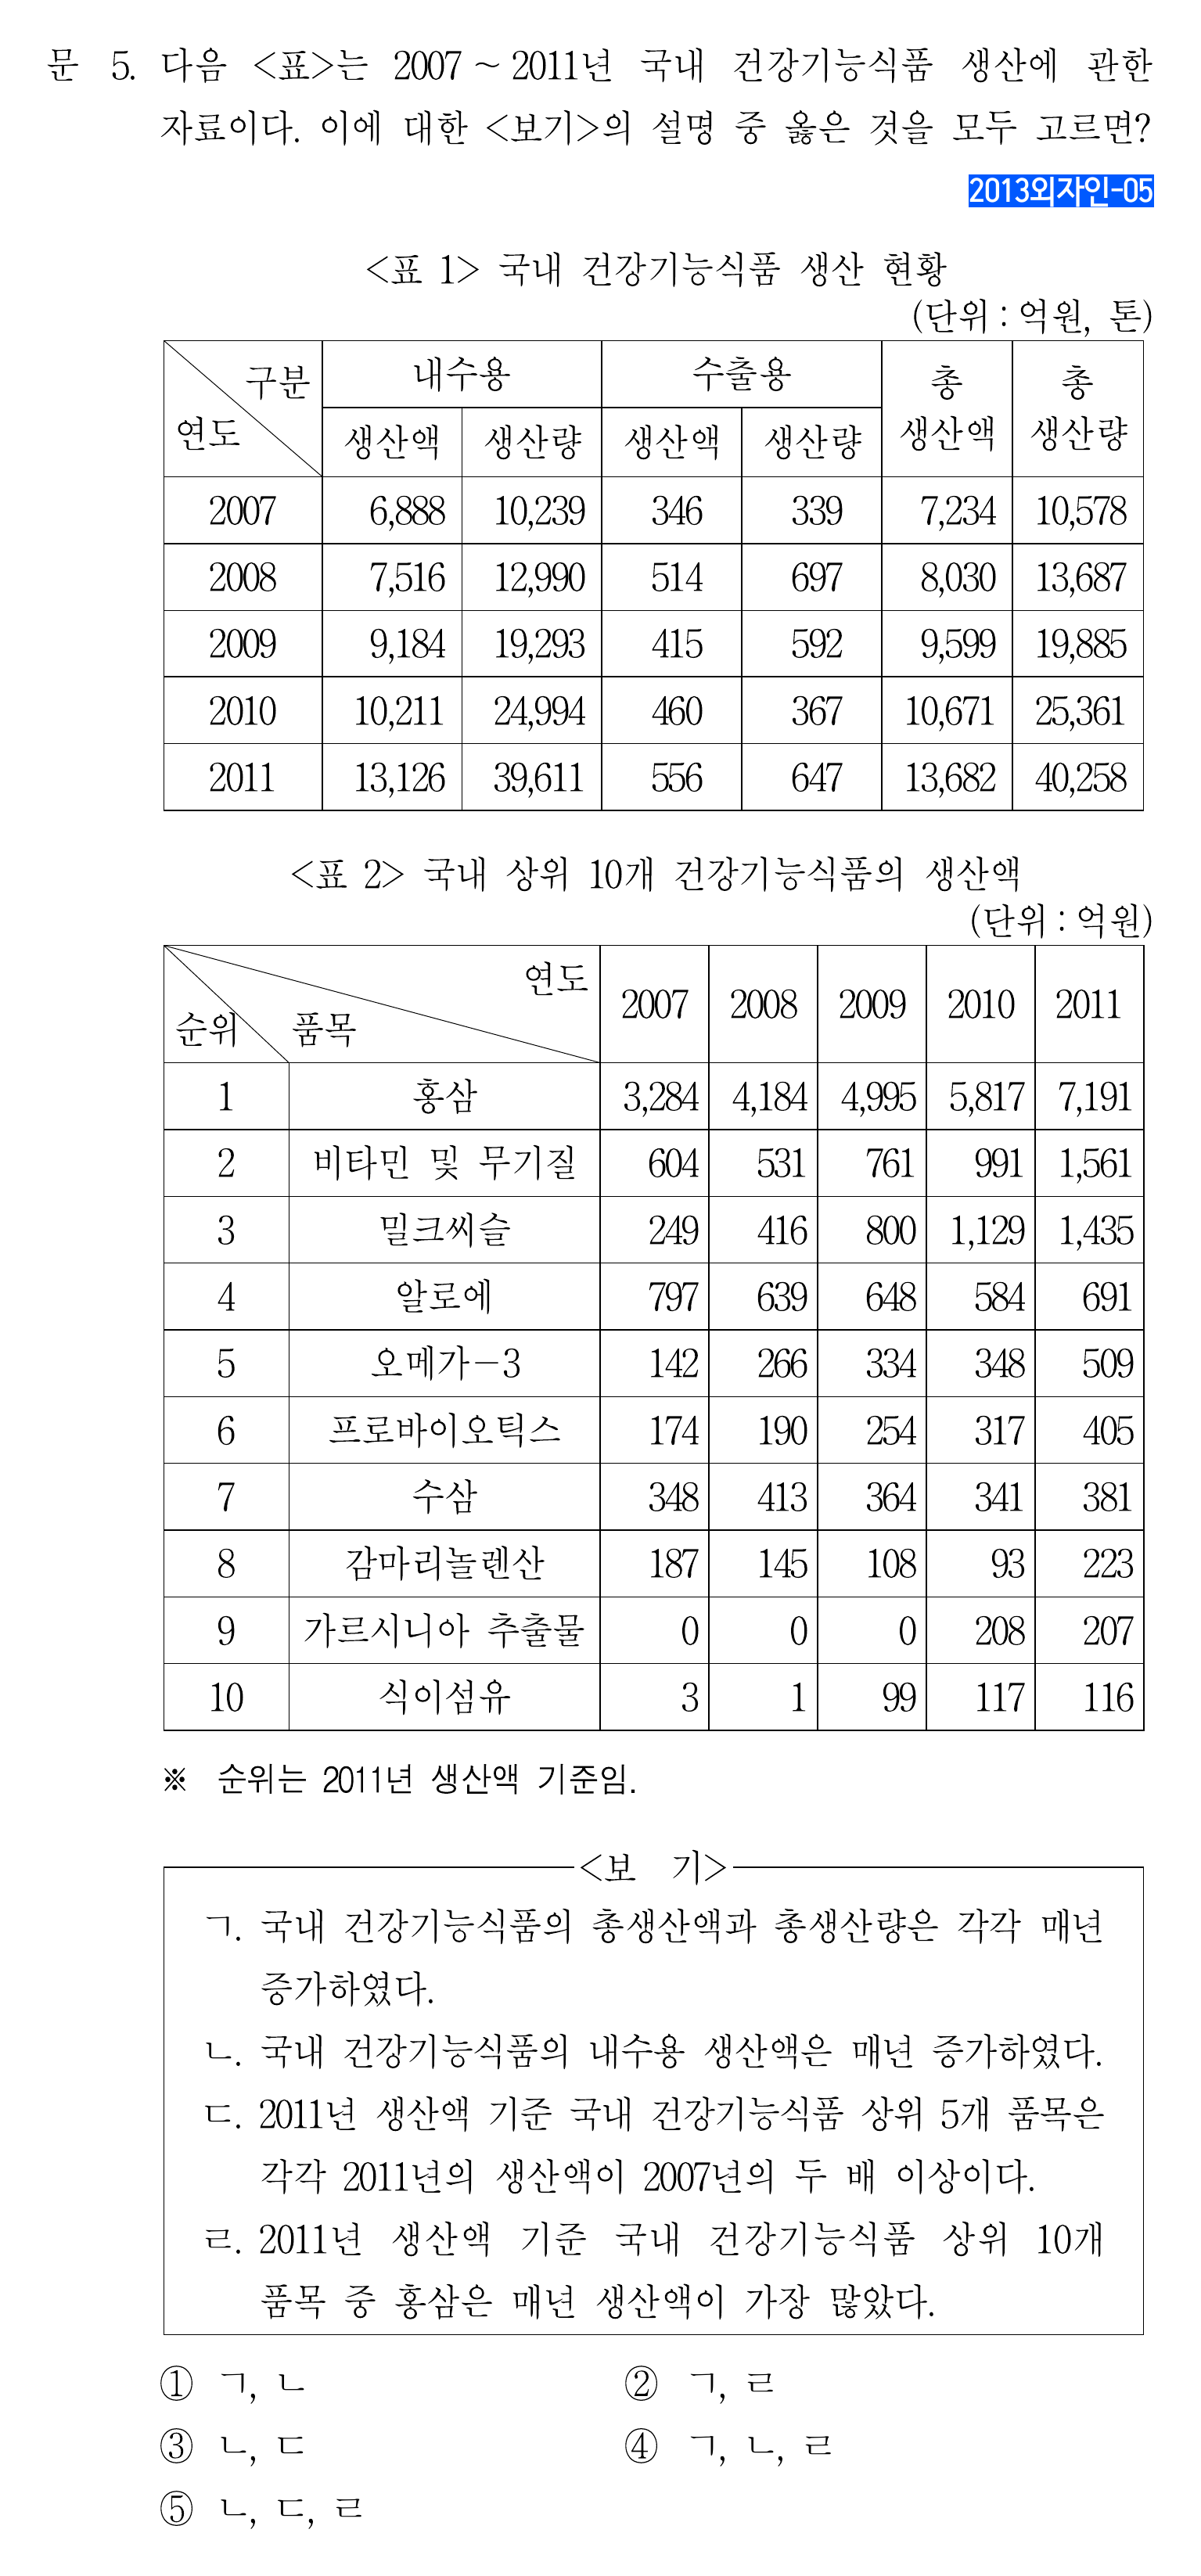 문 5. 다음 <표>는 2007 ~ 2011년 국내 건강기능식품 생산에 관한
자료이다. 이에 대한 <보기>의 설명 중 옳은 것을 모두 고르면?
2013외자인-05
<표 1> 국내 건강기능식품 생산 현황
(단위 : 억원, 톤)
구분 내수용 수출용 총 생산액 총 생산량
연도 생산액 생산량 생산액 생산량
2007 6,888 10,239 346 339 7,234 10,578
2008 7,516 12,990 514 697 8,030 13,687
2009 9,184 19,293 415 592 9,599 19,885
2010 10,211 24,994 460 367 10,671 25,361
2011 13,126 39,611 556 647 13,682 40,258
<표 2> 국내 상위 10개 건강기능식품의 생산액
(단위 : 억원)
순위 품목 연도 2007 2008 2009 2010 2011
1 홍삼 3,284 4,184 4,995 5,817 7,191
2 비타민 및 무기질 604 531 761 991 1,561
3 밀크씨슬 249 416 800 1,129 1,435
4 알로에 797 639 648 584 691
5 오메가-3 142 266 334 348 509
6 프로바이오틱스 174 190 254 317 405
7 수삼 348 413 364 341 381
8 감마리놀렌산 187 145 108 93 223
9 가르시니아 추출물 0 0 0 208 207
10 식이섬유 3 1 99 117 116
※ 순위는 2011년 생산액 기준임.
<보 기>
ㄱ. 국내 건강기능식품의 총생산액과 총생산량은 각각 매년
증가하였다.
ㄴ. 국내 건강기능식품의 내수용 생산액은 매년 증가하였다.
ㄷ. 2011년 생산액 기준 국내 건강기능식품 상위 5개 품목은
각각 2011년의 생산액이 2007년의 두 배 이상이다.
ㄹ. 2011년 생산액 기준 국내 건강기능식품 상위 10개
품목 중 홍삼은 매년 생산액이 가장 많았다.
① ㄱ, ㄴ ② ㄱ, ㄹ
③ ㄴ, ㄷ ④ ㄱ, ㄴ, ㄹ
⑤ ㄴ, ㄷ, ㄹ